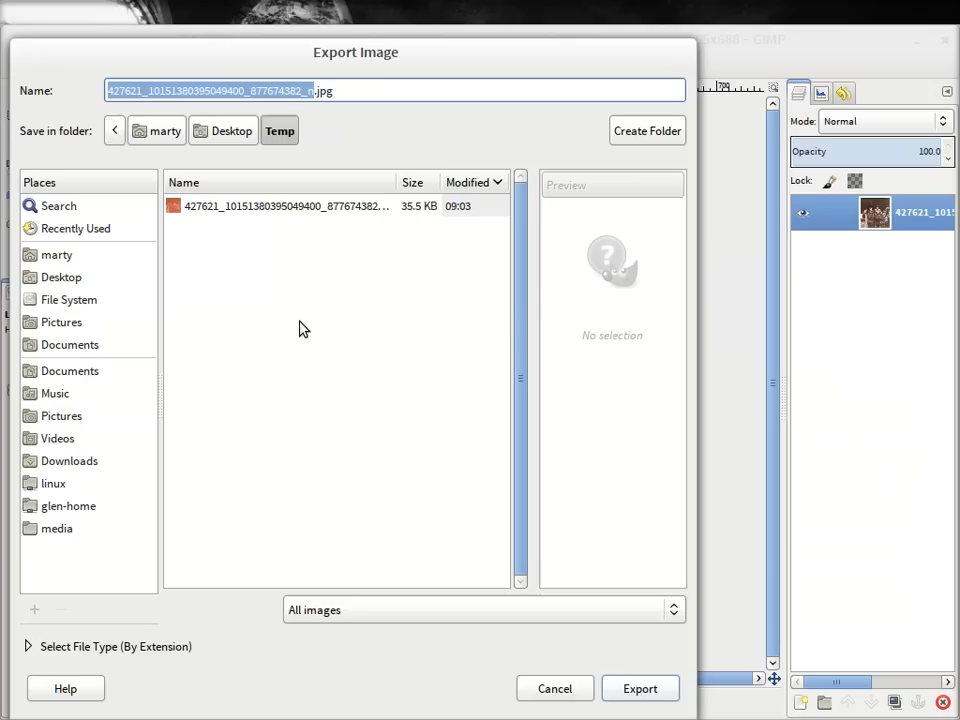 5x688 - GIMP
Export Image
Name: 427621_10151380395049400_877674382_n.jpg
Save in folder: < marty Desktop Temp Create Folder
700
Mode: Normal
Opacity 100.0
Lock:
427621_1015
Places
Search
Recently Used
marty
Desktop
File System
Pictures
Documents
Documents
Music
Pictures
Videos
Downloads
linux
glen-home
media
Name Size Modified
427621_10151380395049400_877674382... 35.5 KB 09:03
Preview
?
No selection
All images
Select File Type (By Extension)
Help Cancel Export